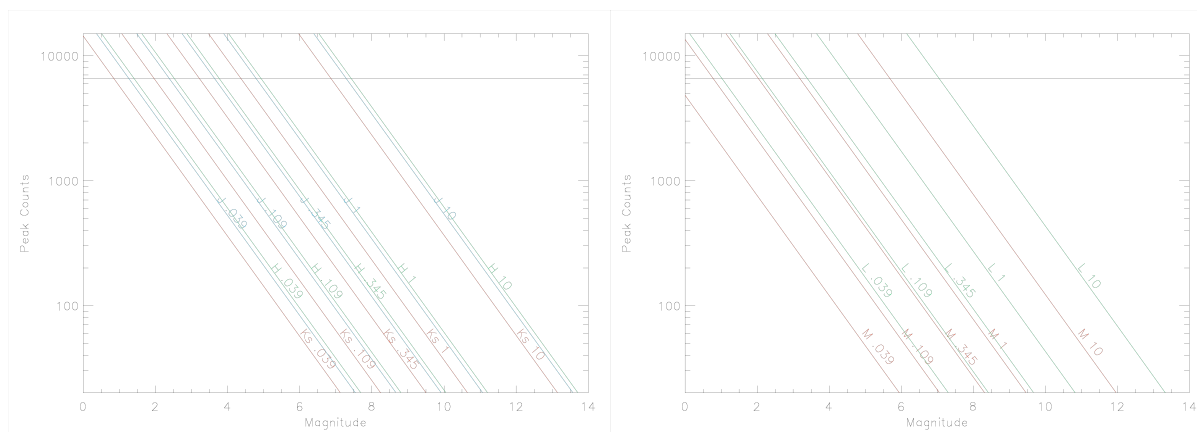 10000
1000
100
Peak Counts
J .039
J .109
J .345
J 1
J 10
H .039
H .109
H .345
H 1
H 10
Ks .039
Ks .109
Ks .345
Ks 1
Ks 10
0 2 4 6 8 10 12 14
Magnitude
10000
1000
100
Peak Counts
L .039
L .109
L .345
L 1
L 10
M .039
M .109
M .345
M 1
M 10
0 2 4 6 8 10 12 14
Magnitude